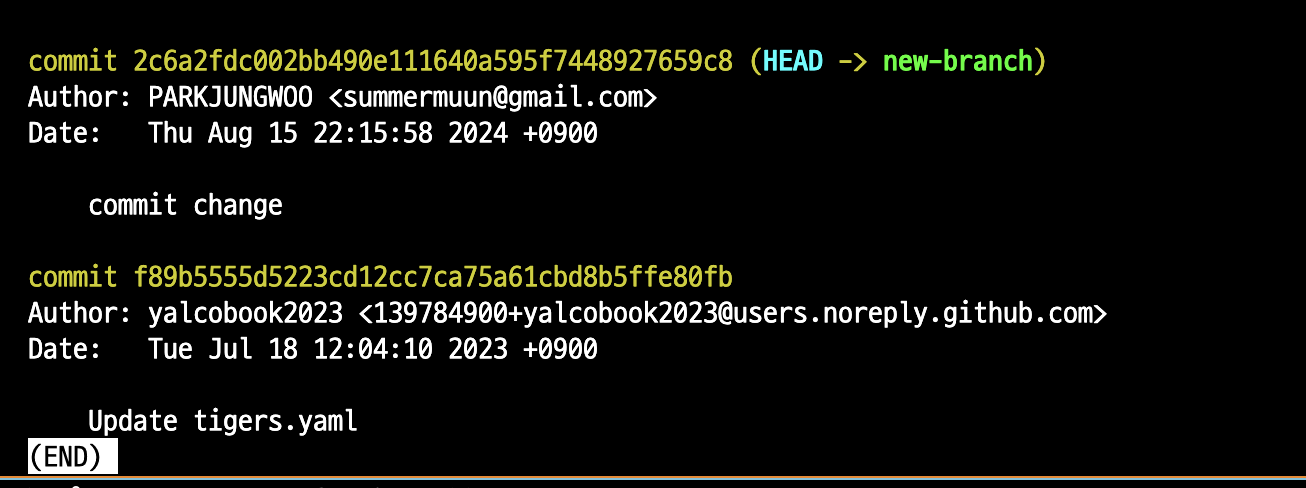 commit 2c6a2fdc002bb490e111640a595f7448927659c8 (HEAD -> new-branch)
Author: PARKJUNGWOO <summermuun@gmail.com>
Date:   Thu Aug 15 22:15:58 2024 +0900
commit change
commit f89b5555d5223cd12cc7ca75a61cbd8b5ffe80fb
Author: yalcobook2023 <139784900+yalcobook2023@users.noreply.github.com>
Date:   Tue Jul 18 12:04:10 2023 +0900
Update tigers.yaml
(END)